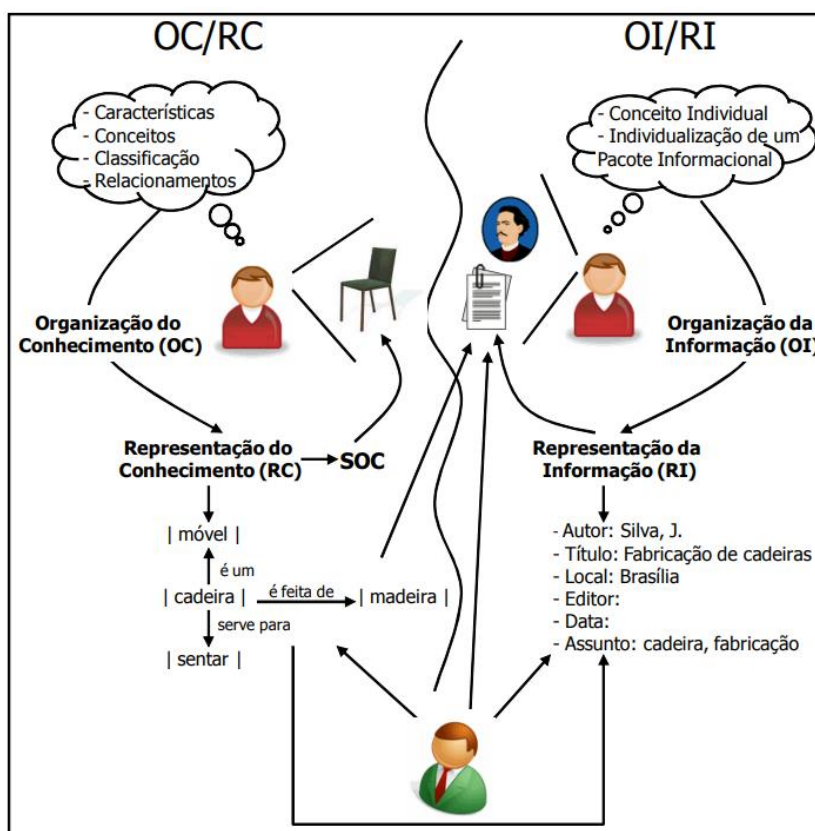 OC/RC
- Características
- Conceitos
- Classificação
- Relacionamentos
Organização do
Conhecimento (OC)
Representação do
Conhecimento (RC)
SOC
| móvel |
é um
| cadeira |
é feita de
| madeira |
serve para
| sentar |
OI/RI
- Conceito Individual
- Individualização de um
Pacote Informacional
Organização da
Informação (OI)
Representação da
Informação (RI)
- Autor: Silva, J.
- Título: Fabricação de cadeiras
- Local: Brasília
- Editor:
- Data:
- Assunto: cadeira, fabricação